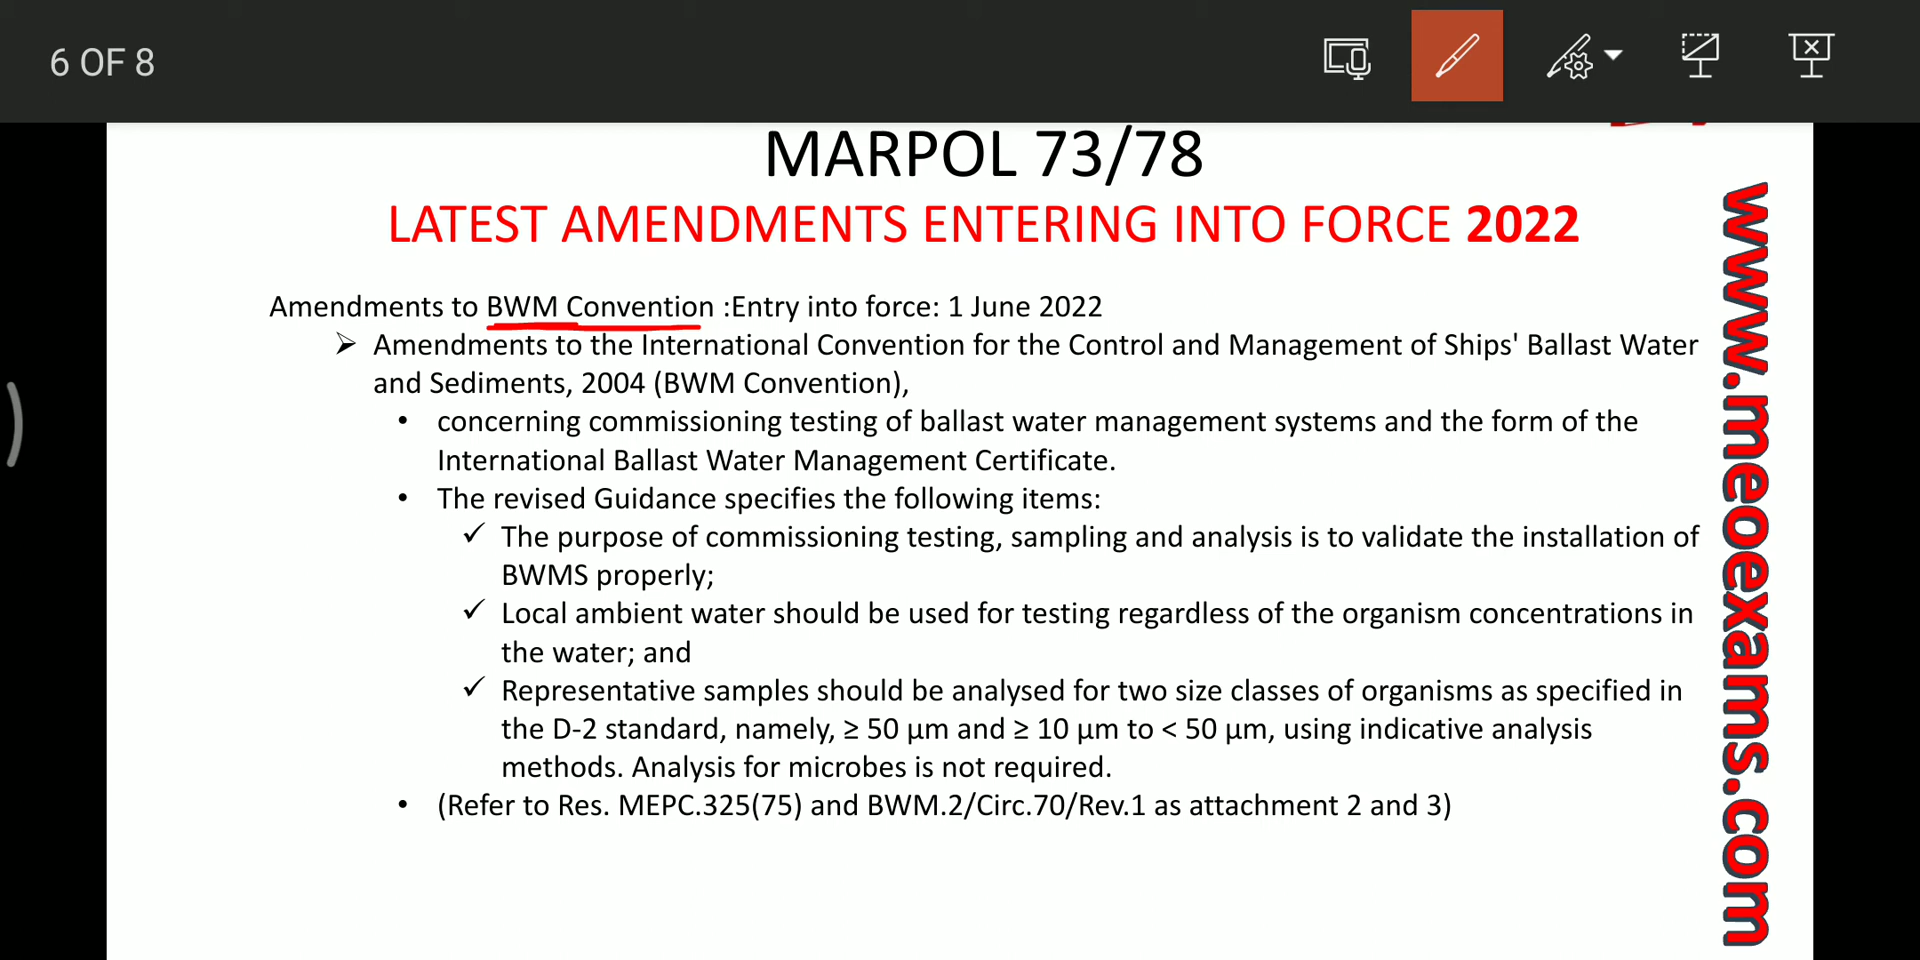 6 OF 8
MARPOL 73/78
LATEST AMENDMENTS ENTERING INTO FORCE 2022
Amendments to BWM Convention :Entry into force: 1 June 2022
➢ Amendments to the International Convention for the Control and Management of Ships' Ballast Water
and Sediments, 2004 (BWM Convention),
• concerning commissioning testing of ballast water management systems and the form of the
International Ballast Water Management Certificate.
• The revised Guidance specifies the following items:
✓ The purpose of commissioning testing, sampling and analysis is to validate the installation of
BWMS properly;
✓ Local ambient water should be used for testing regardless of the organism concentrations in
the water; and
✓ Representative samples should be analysed for two size classes of organisms as specified in
the D-2 standard, namely, ≥ 50 µm and ≥ 10 µm to < 50 µm, using indicative analysis
methods. Analysis for microbes is not required.
• (Refer to Res. MEPC.325(75) and BWM.2/Circ.70/Rev.1 as attachment 2 and 3)
www.meoexams.com